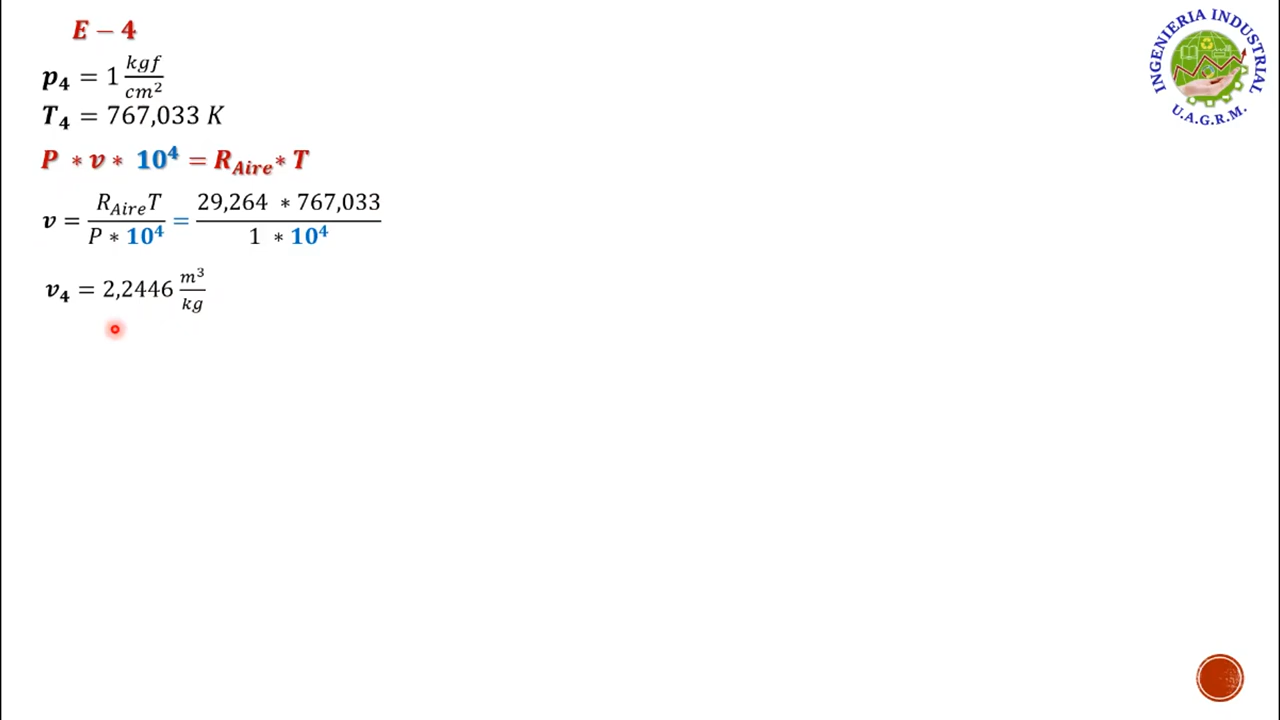 E – 4
p₄ = 1 kgf/cm²
T₄ = 767,033 K
P * v * 10⁴ = R_Aire * T
v = R_Aire T / P * 10⁴ = 29,264 * 767,033 / 1 * 10⁴
v₄ = 2,2446 m³/kg
INGENIERIA INDUSTRIAL
U.A.G.R.M.